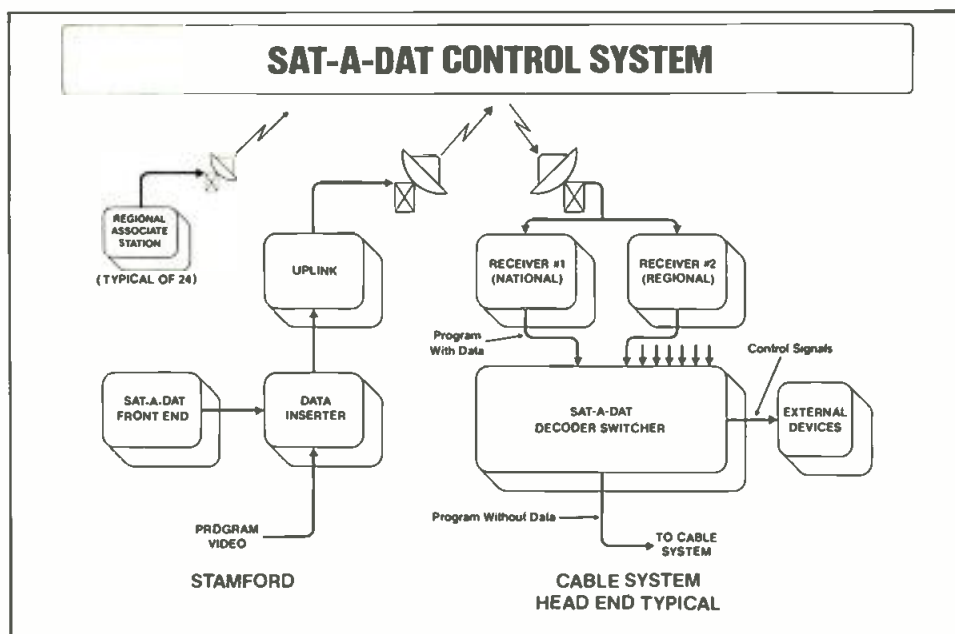 SAT-A-DAT CONTROL SYSTEM
REGIONAL
ASSOCIATE
STATION
(TYPICAL OF 24)
UPLINK
RECEIVER #1
(NATIONAL)
RECEIVER #2
(REGIONAL)
Program
With Data
Control Signals
SAT-A-DAT
FRONT END
DATA
INSERTER
SAT-A-DAT
DECODER SWITCHER
EXTERNAL
DEVICES
PROGRAM
VIDEO
Program Without Data
TO CABLE
SYSTEM
STAMFORD
CABLE SYSTEM
HEAD END TYPICAL